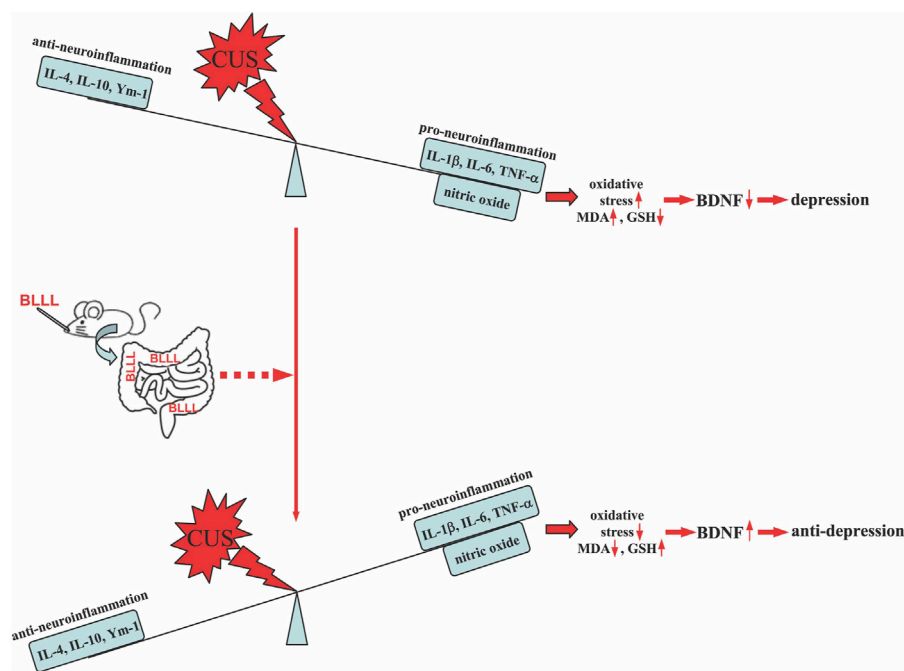 anti-neuroinflammation
IL-4, IL-10, Ym-1
CUS
pro-neuroinflammation
IL-1β, IL-6, TNF-α
nitric oxide
oxidative
stress↑
MDA↑, GSH↓
BDNF↓
depression
BLLL
BLLL
BLLL
BLLL
CUS
pro-neuroinflammation
IL-1β, IL-6, TNF-α
nitric oxide
oxidative
stress↓
MDA↓, GSH↑
BDNF↑
anti-depression
anti-neuroinflammation
IL-4, IL-10, Ym-1